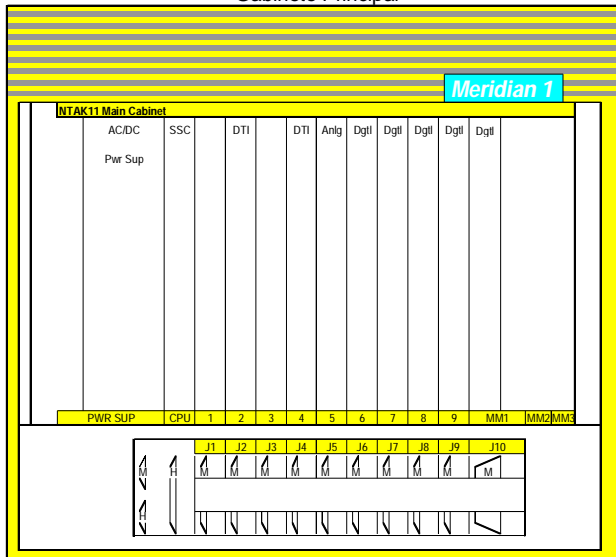 Meridian 1
NTAK11 Main Cabinet
AC/DC SSC DTI DTI Anlg Dgtl Dgtl Dgtl Dgtl Dgtl
Pwr Sup
PWR SUP CPU 1 2 3 4 5 6 7 8 9 MM1 MM2 MM3
J1 J2 J3 J4 J5 J6 J7 J8 J9 J10
M H M M M M M M M M M M
H